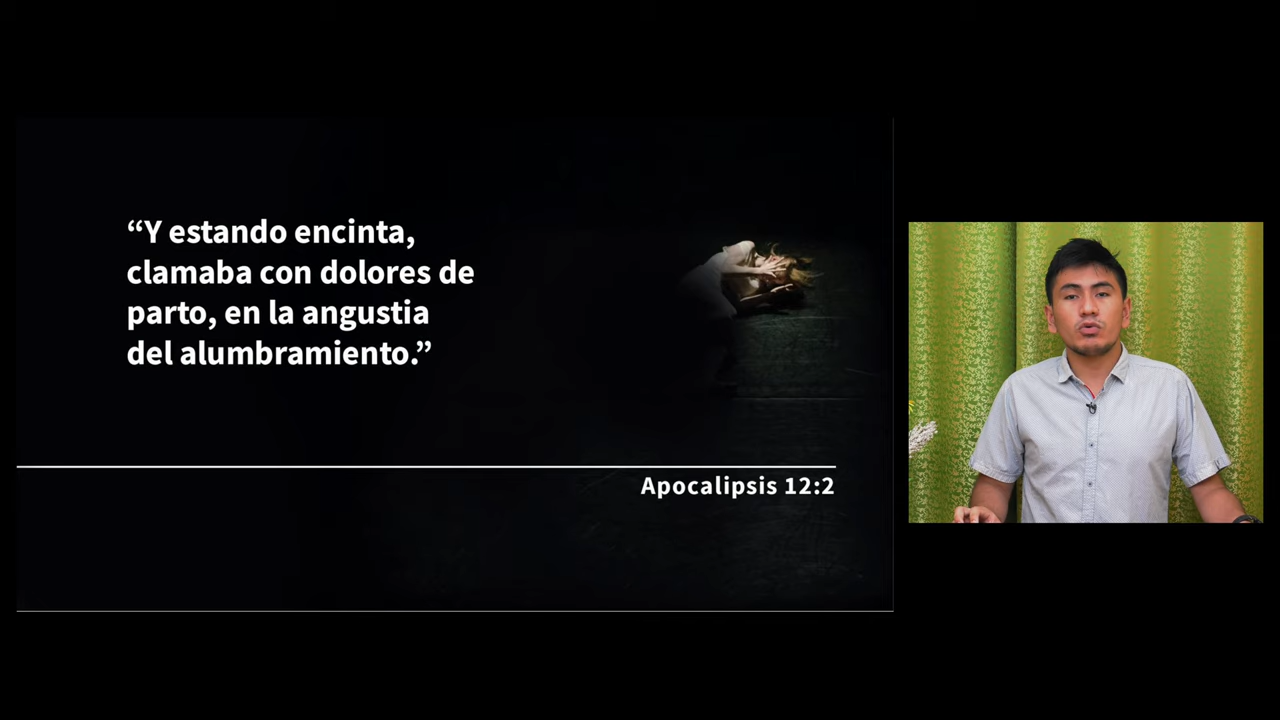 “Y estando encinta,
clamaba con dolores de
parto, en la angustia
del alumbramiento.”
Apocalipsis 12:2